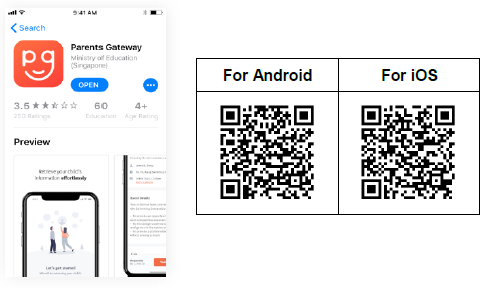 9:41 AM
Search
pg
Parents Gateway
Ministry of Education
(Singapore)
OPEN
3.5
60
4+
350 Ratings
Education
Age Rating
Preview
Retrieve your child's
information effortlessly
Let's get started!
For Android
For iOS